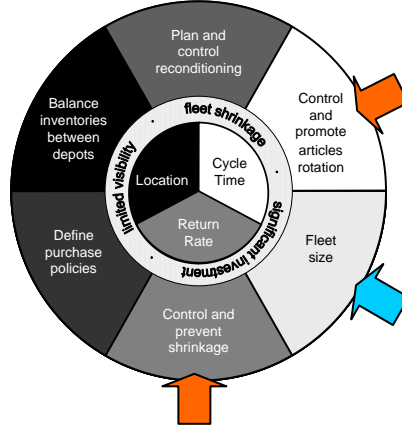 Plan and
control
reconditioning
Control
and
promote
articles
rotation
Balance
inventories
between
depots
fleet shrinkage
limited visibility
significant investment
Location
Cycle
Time
Return
Rate
Define
purchase
policies
Fleet
size
Control and
prevent
shrinkage